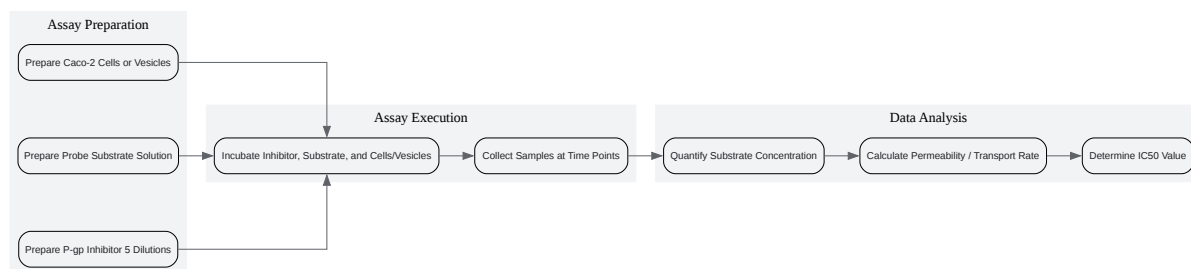 Assay Preparation
Prepare Caco-2 Cells or Vesicles
Prepare Probe Substrate Solution
Prepare P-gp Inhibitor 5 Dilutions
Assay Execution
Incubate Inhibitor, Substrate, and Cells/Vesicles
Collect Samples at Time Points
Data Analysis
Quantify Substrate Concentration
Calculate Permeability / Transport Rate
Determine IC50 Value